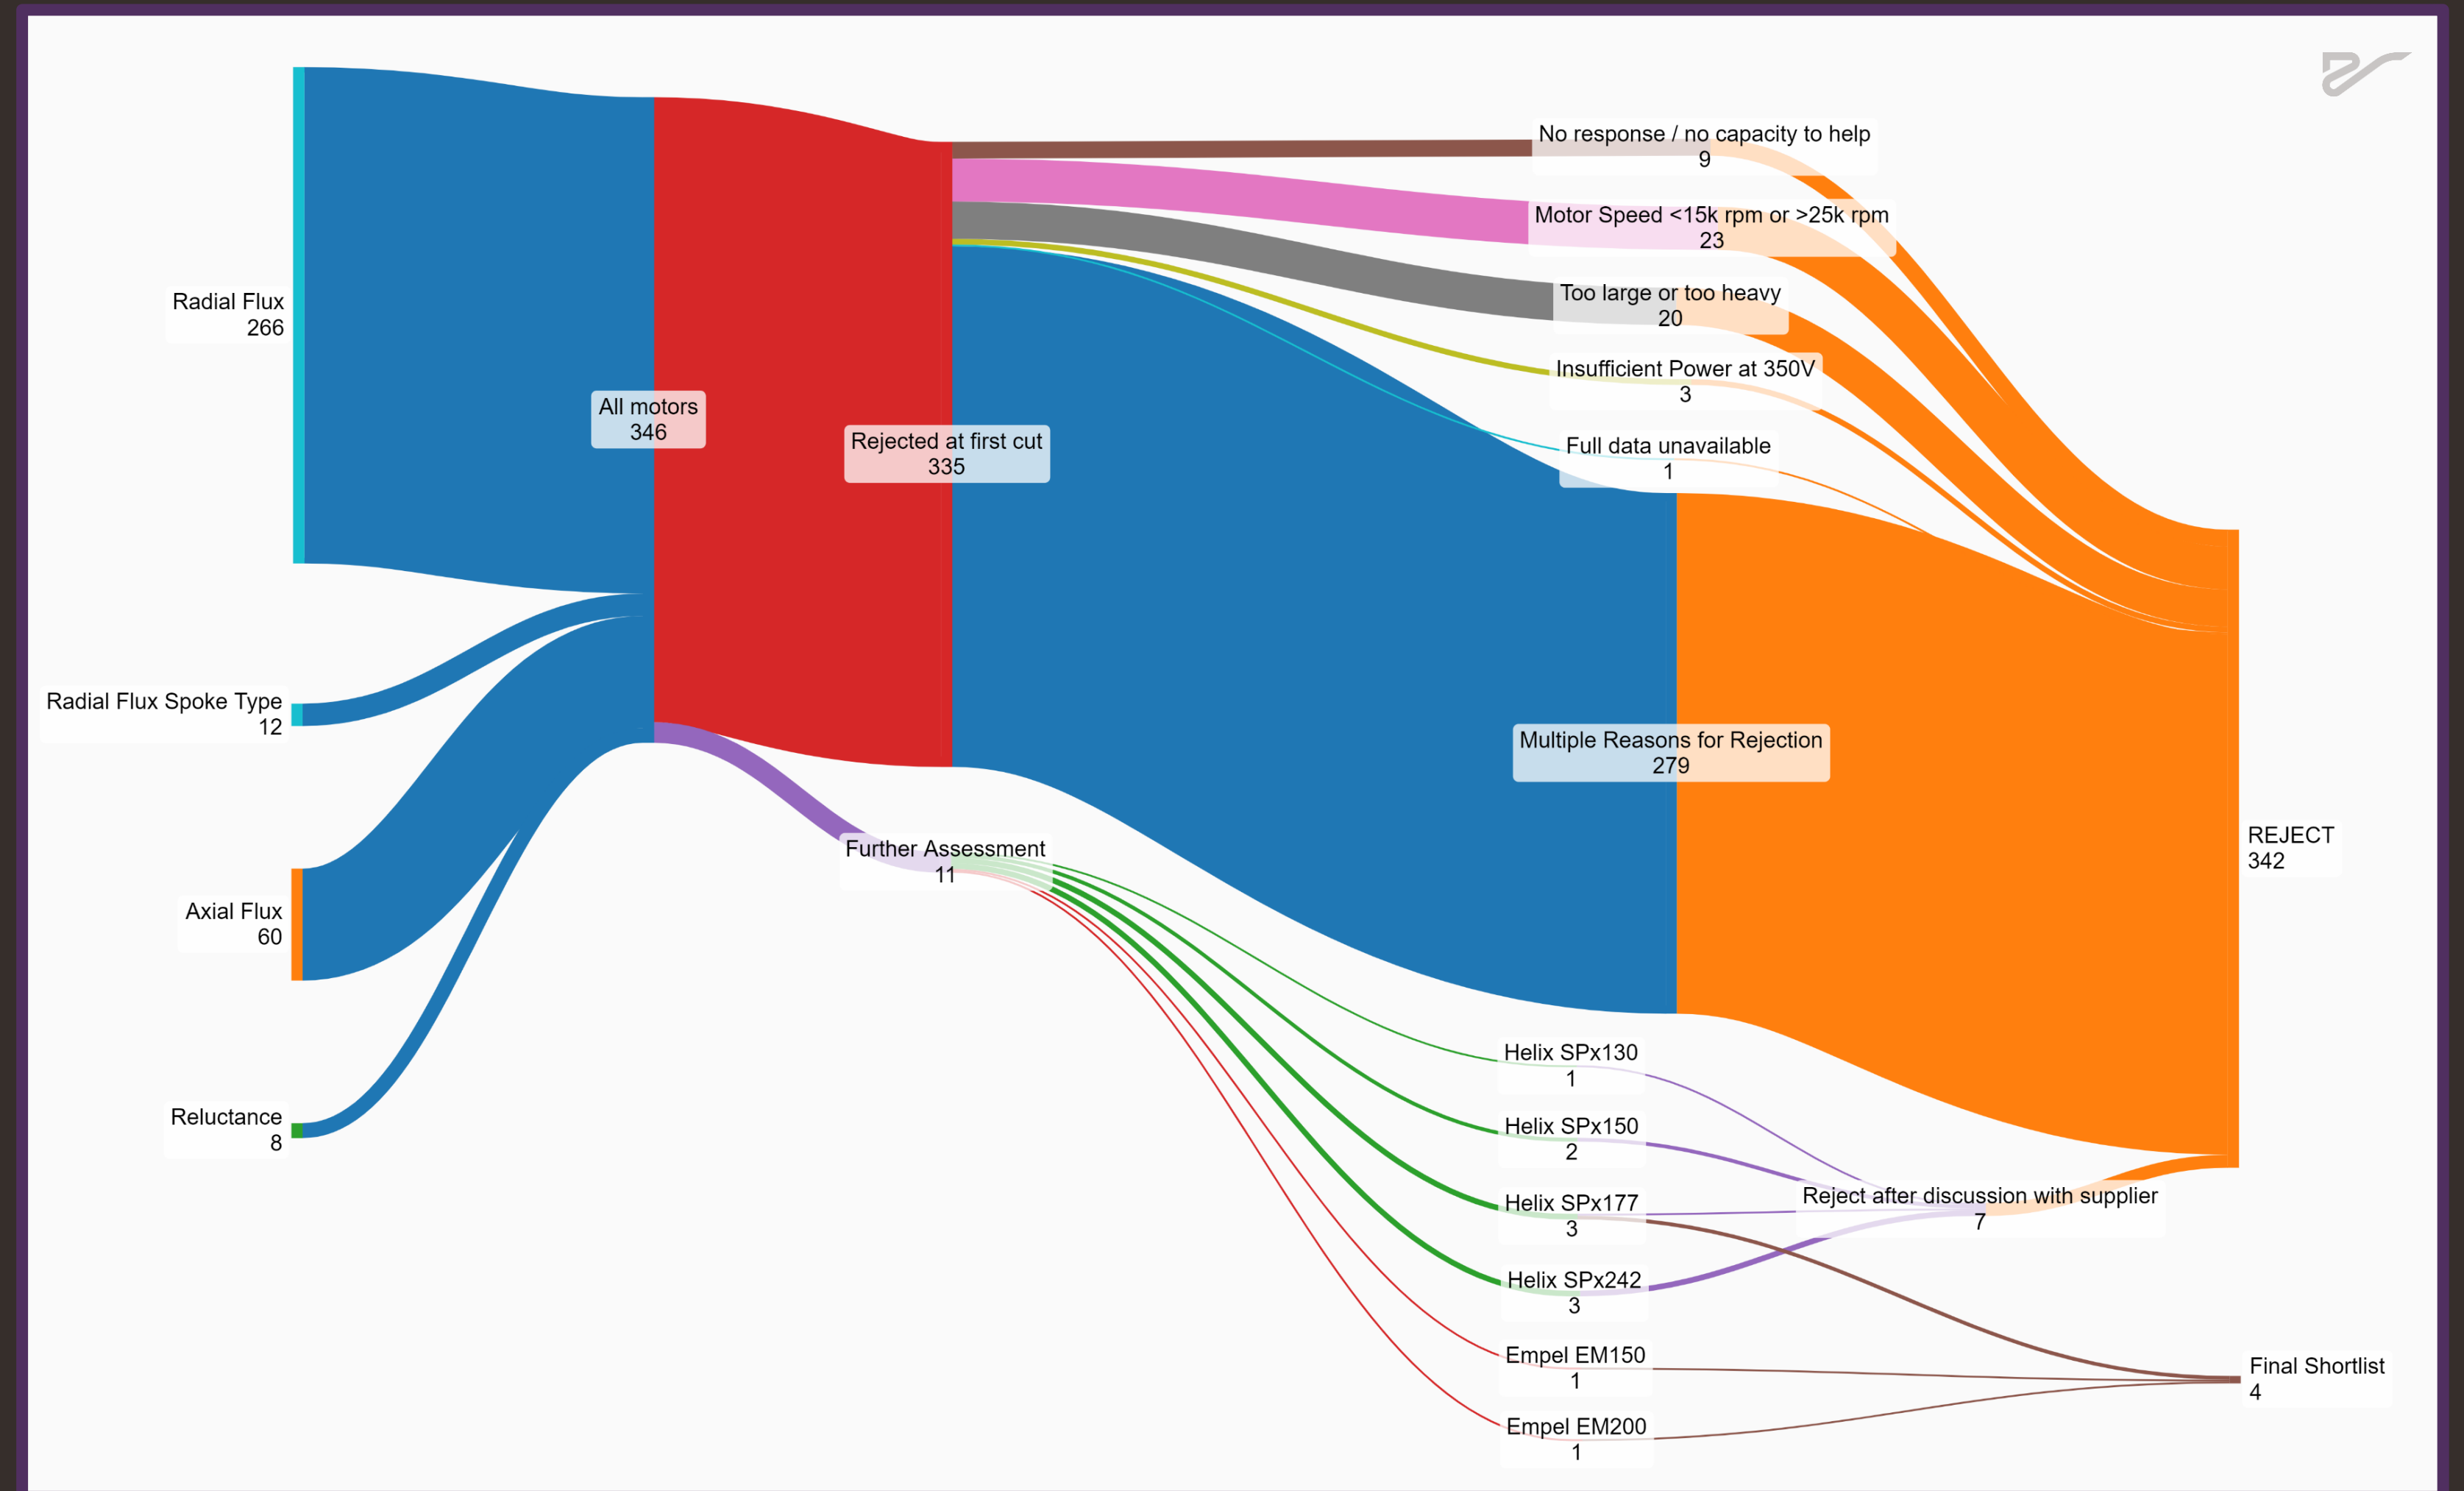 Radial Flux
266
Radial Flux Spoke Type
12
Axial Flux
60
Reluctance
8
All motors
346
Rejected at first cut
335
Further Assessment
11
No response / no capacity to help
9
Motor Speed <15k rpm or >25k rpm
23
Too large or too heavy
20
Insufficient Power at 350V
3
Full data unavailable
1
Multiple Reasons for Rejection
279
Helix SPx130
1
Helix SPx150
2
Helix SPx177
3
Helix SPx242
3
Empel EM150
1
Empel EM200
1
Reject after discussion with supplier
7
REJECT
342
Final Shortlist
4